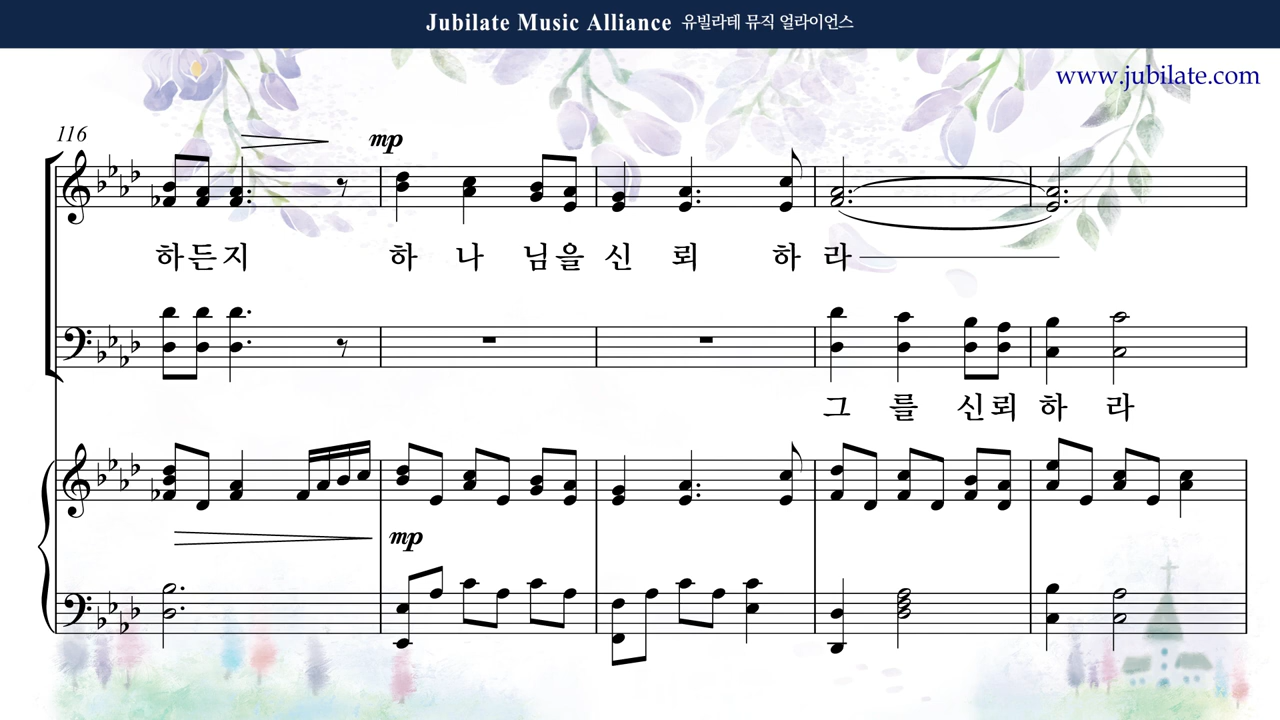 Jubilate Music Alliance 유빌라테 뮤직 얼라이언스
www.jubilate.com
116
mp
하든지 하 나 님을 신 뢰 하 라
그 를 신뢰 하 라
mp